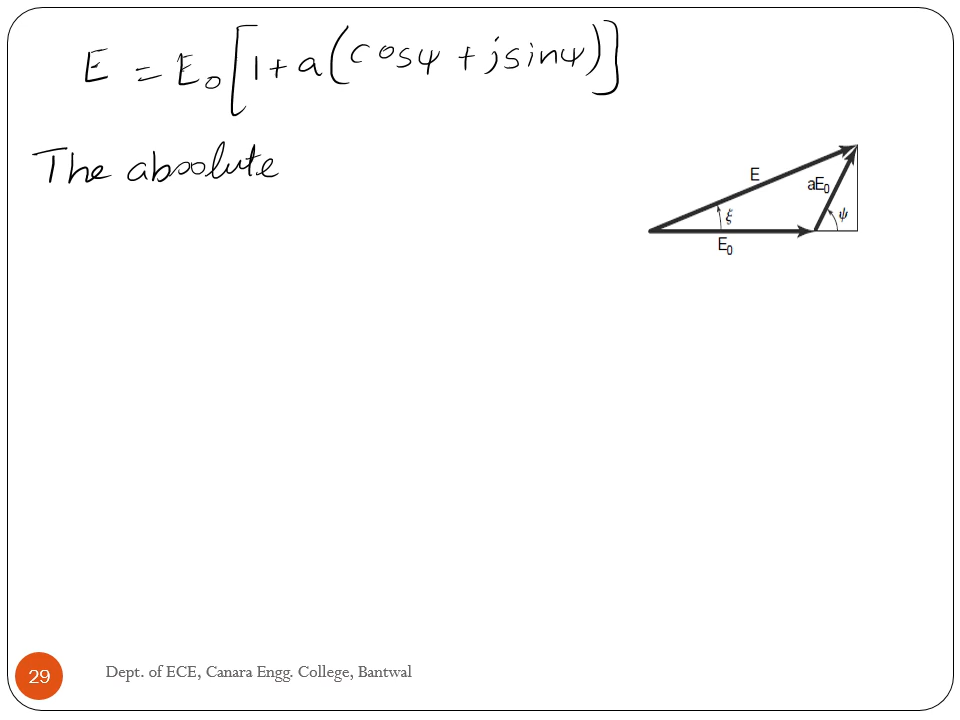 E = E₀[1+a(cosψ + jsinψ)]
The absolute
E
aE₀
ξ
ψ
E₀
29
Dept. of ECE, Canara Engg. College, Bantwal